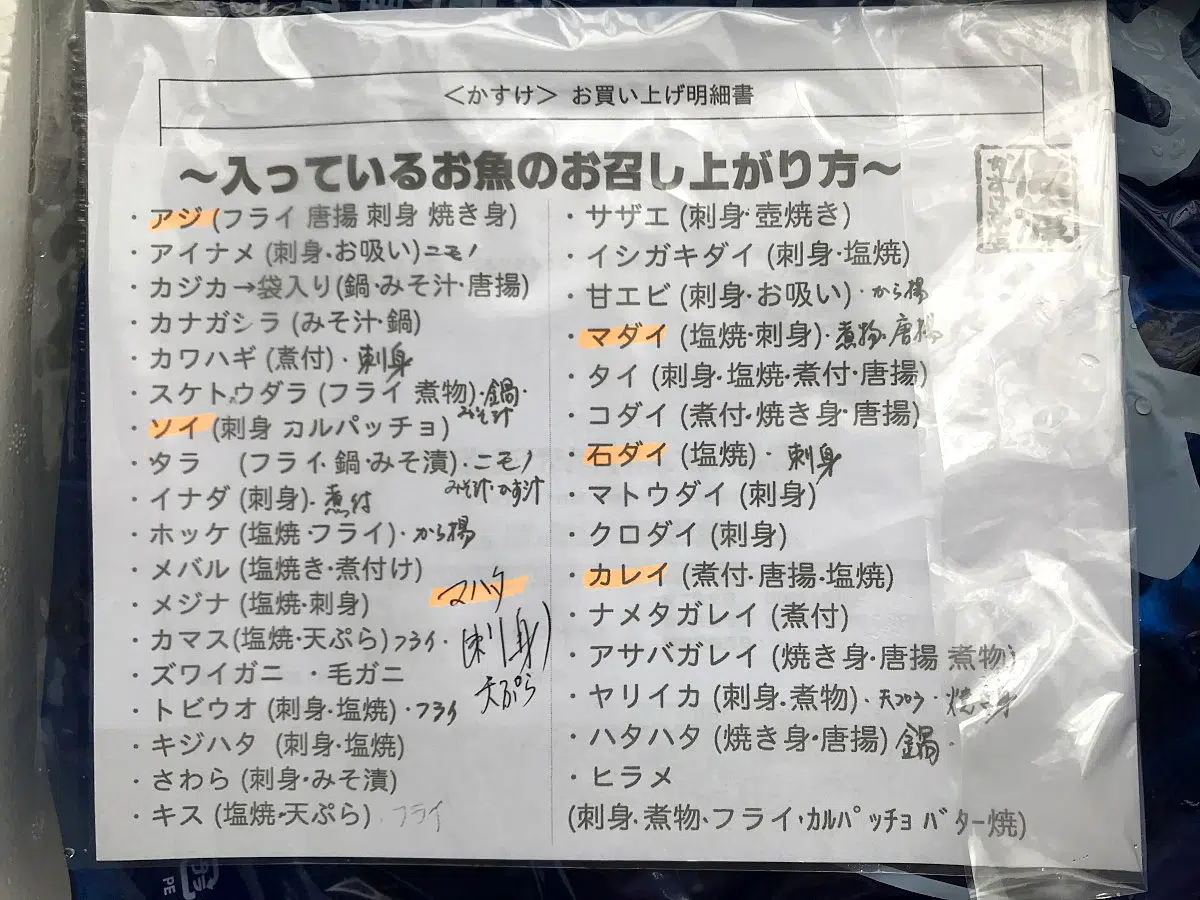 ＜かすけ＞ お買い上げ明細書
～入っているお魚のお召し上がり方～
・アジ (フライ 唐揚 刺身 焼き身)
・アイナメ (刺身・お吸い)ニモノ
・カジカ→袋入り(鍋・みそ汁・唐揚)
・カナガシラ (みそ汁・鍋)
・カワハギ (煮付)・刺身
・スケトウダラ (フライ 煮物)・鍋・
みそ汁
・ソイ (刺身 カルパッチョ)
・タラ (フライ・鍋・みそ漬)・ニモノ
みそ汁・かす汁
・イナダ (刺身)・煮付
・ホッケ (塩焼・フライ)・から揚
・メバル (塩焼き・煮付け)
・メジナ (塩焼・刺身)
・カマス(塩焼・天ぷら)フライ・
・ズワイガニ ・毛ガニ
・トビウオ (刺身・塩焼)・フライ
・キジハタ (刺身・塩焼)
・さわら (刺身・みそ漬)
・キス (塩焼・天ぷら) フライ
マハタ
(刺身)
天ぷら
・サザエ (刺身・壺焼き)
・イシガキダイ (刺身・塩焼)
・甘エビ (刺身・お吸い)・から揚
・マダイ (塩焼・刺身)・煮物・唐揚
・タイ (刺身・塩焼・煮付・唐揚)
・コダイ (煮付・焼き身・唐揚)
・石ダイ (塩焼)・刺身
・マトウダイ (刺身)
・クロダイ (刺身)
・カレイ (煮付・唐揚・塩焼)
・ナメタガレイ (煮付)
・アサバガレイ (焼き身・唐揚 煮物)
・ヤリイカ (刺身・煮物)・天プラ・焼き身
・ハタハタ (焼き身・唐揚) 鍋・
・ヒラメ
(刺身・煮物・フライ・カルパッチョ バター焼)
PE